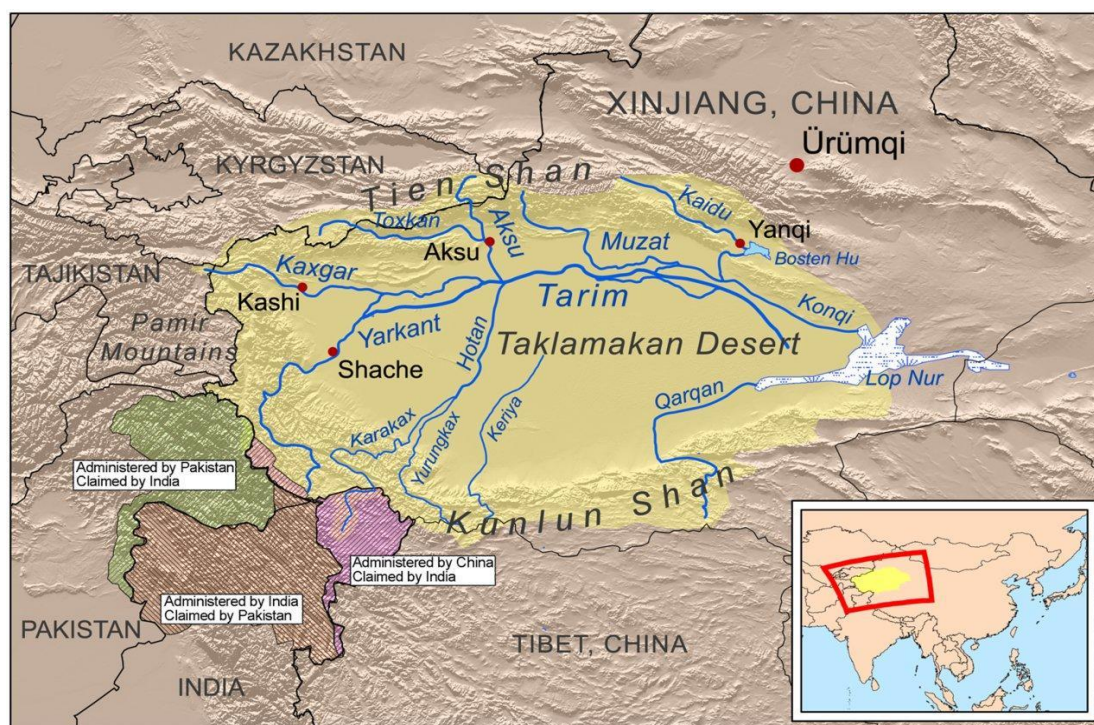 KAZAKHSTAN
XINJIANG, CHINA
Ürümqi
KYRGYZSTAN
Tien Shan
Toxkan
Aksu
Aksu
Kaidu
Yanqi
Muzat
Bosten Hu
TAJIKISTAN
Kaxgar
Kashi
Tarim
Konqi
Pamir
Mountains
Yarkant
Hotan
Taklamakan Desert
Shache
Lop Nur
Qarqan
Keriya
Karakax
Yurungkax
Administered by Pakistan
Claimed by India
Kunlun Shan
Administered by China
Claimed by India
Administered by India
Claimed by Pakistan
PAKISTAN
TIBET, CHINA
INDIA